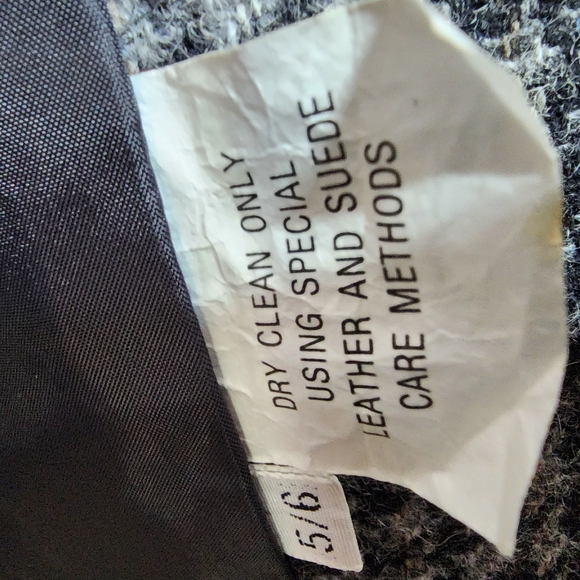 DRY CLEAN ONLY
USING SPECIAL
LEATHER AND SUEDE
CARE METHODS
5/6